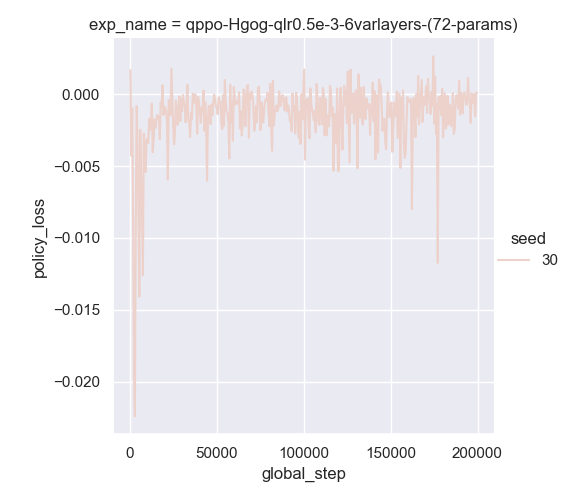 exp_name = qppo-Hgog-qlr0.5e-3-6varlayers-(72-params)
0.000
−0.005
−0.010
−0.015
−0.020
policy_loss
seed
30
0
50000
100000
150000
200000
global_step